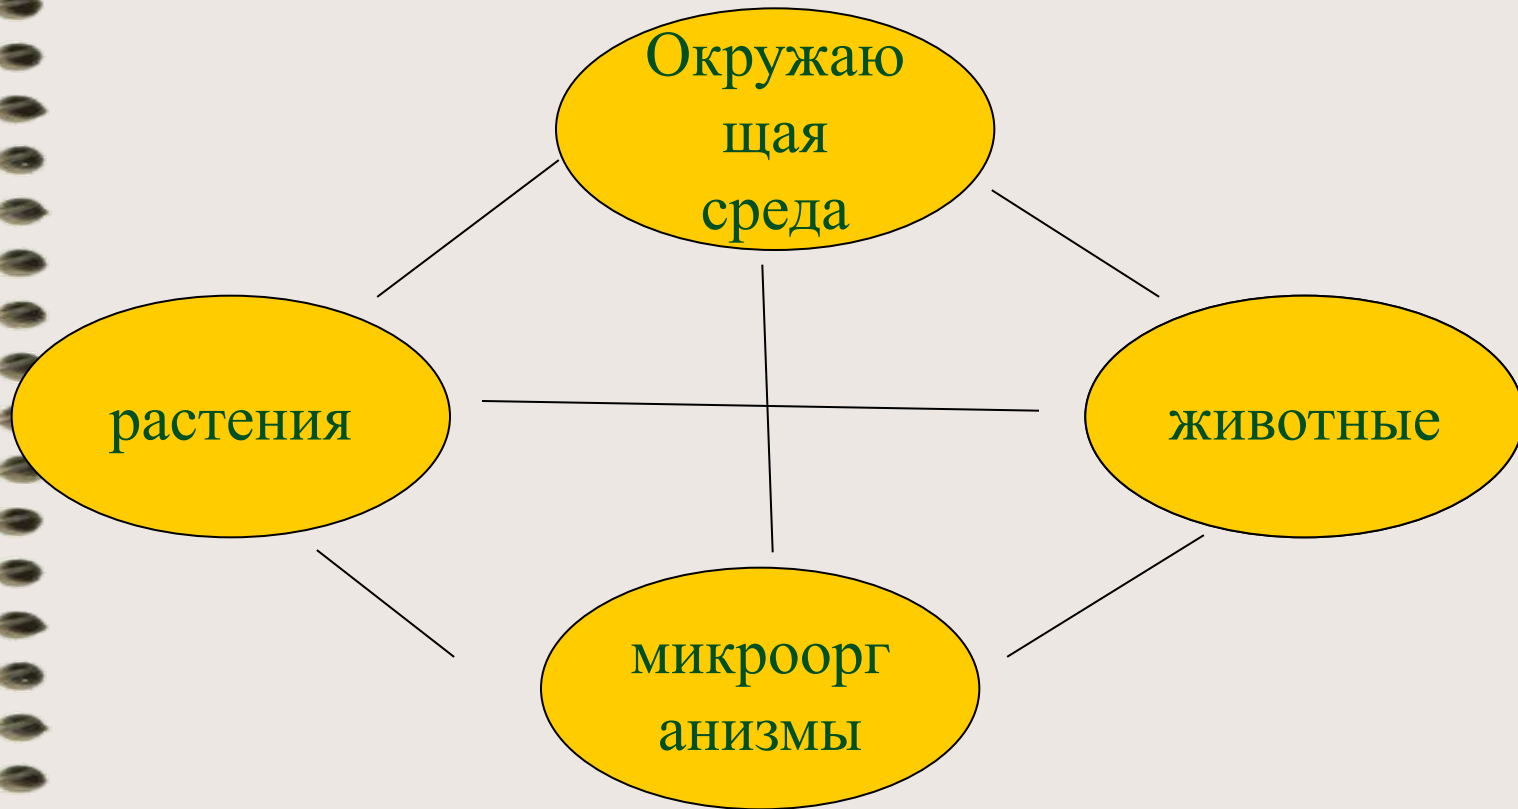 Окружаю
щая
среда
растения
животные
микроорг
анизмы